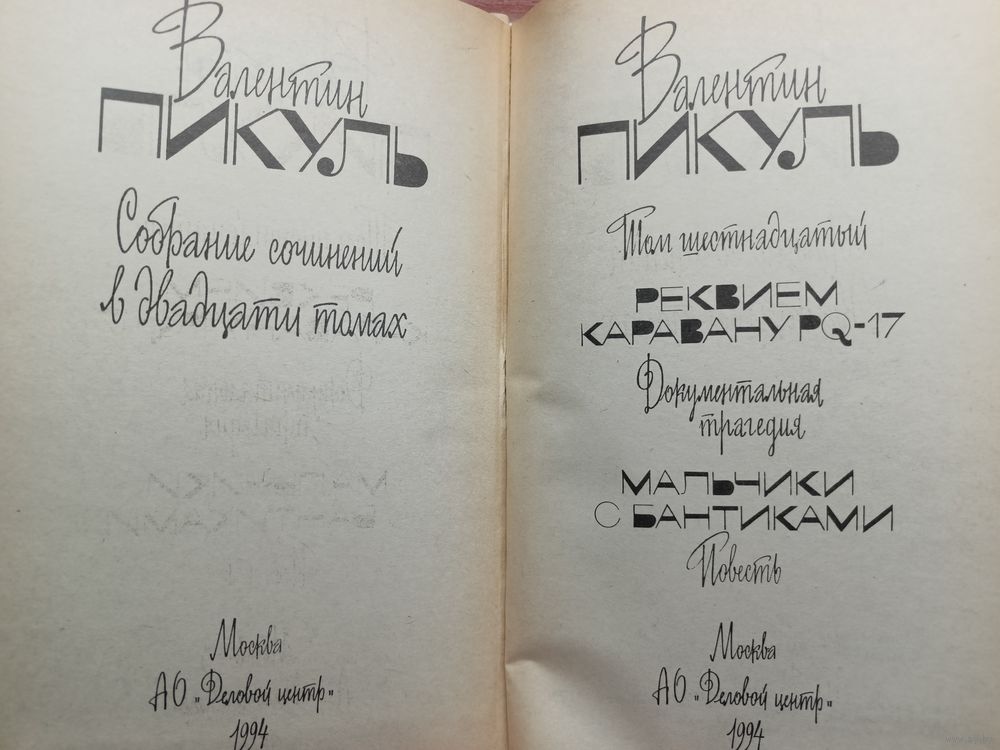 Валентин
ПИКУЛЬ
Собрание сочинений
в двадцати томах
Москва
АО „Деловой центр"
1994
Валентин
ПИКУЛЬ
Том шестнадцатый
РЕКВИЕМ
КАРАВАНУ PQ-17
Документальная
трагедия
МАЛЬЧИКИ
С БАНТИКАМИ
Повесть
Москва
АО „Деловой центр"
1994